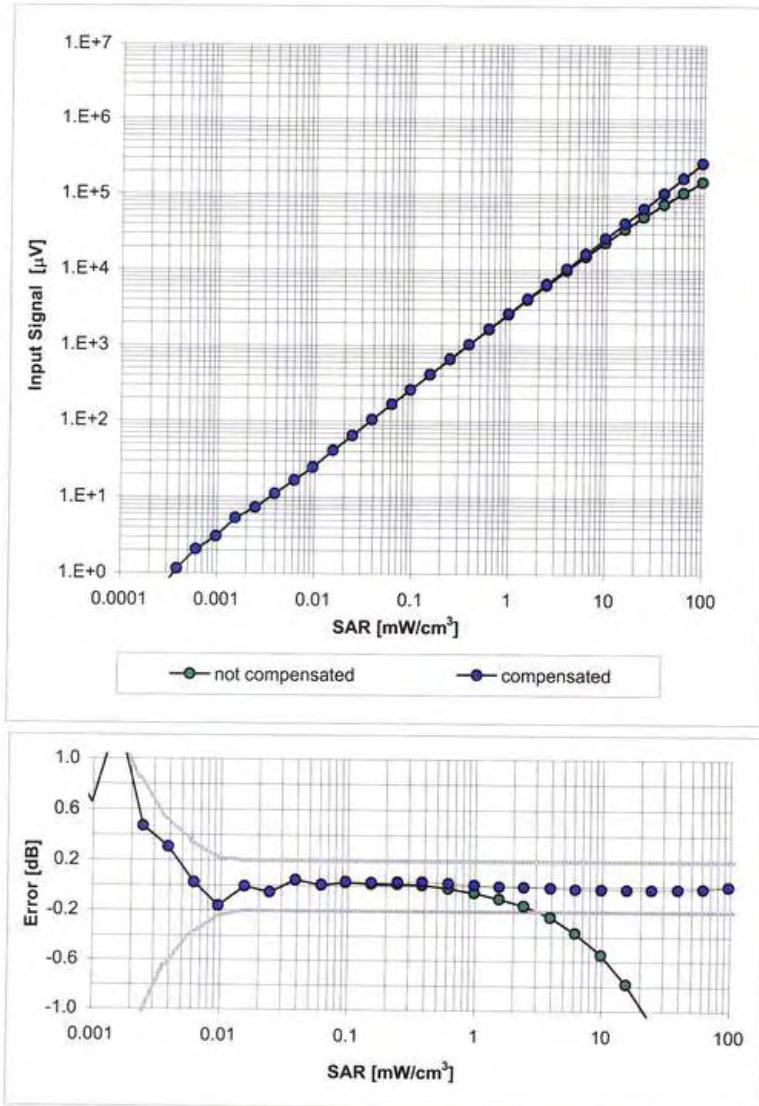 1.E+7
1.E+6
1.E+5
1.E+4
1.E+3
1.E+2
1.E+1
1.E+0
Input Signal [µV]
0.0001 0.001 0.01 0.1 1 10 100
SAR [mW/cm³]
not compensated compensated
1.0
0.6
0.2
-0.2
-0.6
-1.0
Error [dB]
0.001 0.01 0.1 1 10 100
SAR [mW/cm³]